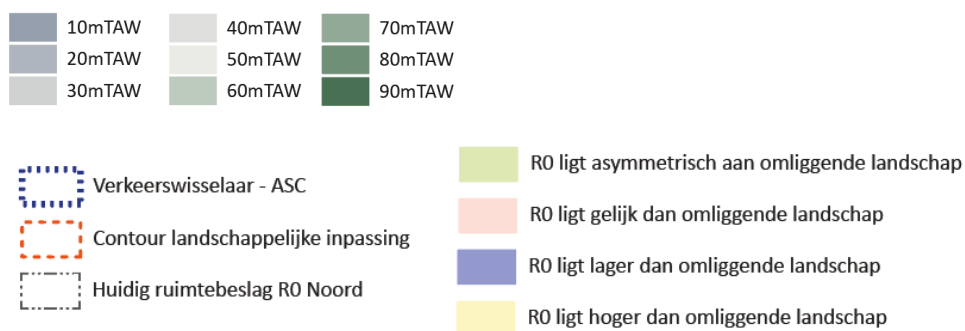 10mTAW
20mTAW
30mTAW
40mTAW
50mTAW
60mTAW
70mTAW
80mTAW
90mTAW
Verkeerswisselaar - ASC
Contour landschappelijke inpassing
Huidig ruimtebeslag R0 Noord
R0 ligt asymmetrisch aan omliggende landschap
R0 ligt gelijk dan omliggende landschap
R0 ligt lager dan omliggende landschap
R0 ligt hoger dan omliggende landschap